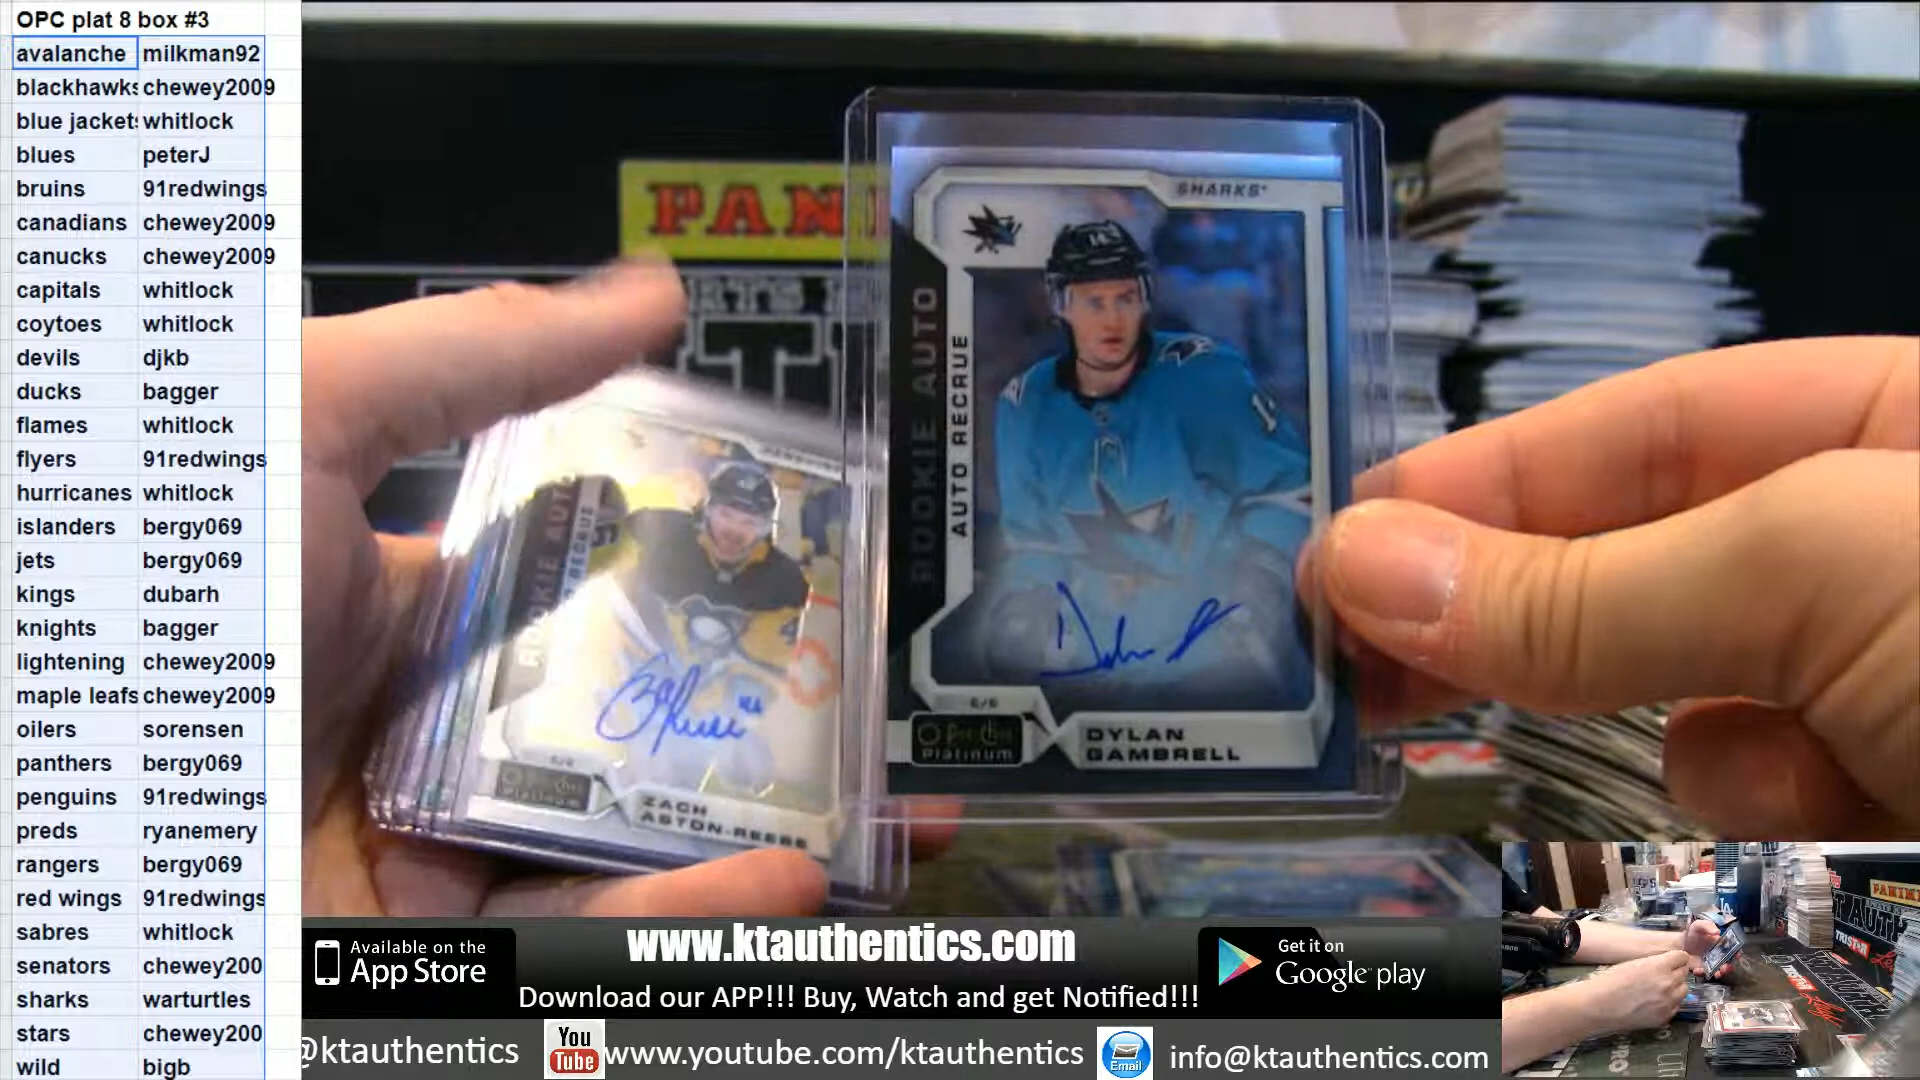 OPC plat 8 box #3
avalanche milkman92
blackhawks chewey2009
blue jackets whitlock
blues peterJ
bruins 91redwings
canadians chewey2009
canucks chewey2009
capitals whitlock
coytoes whitlock
devils djkb
ducks bagger
flames whitlock
flyers 91redwings
hurricanes whitlock
islanders bergy069
jets bergy069
kings dubarh
knights bagger
lightening chewey2009
maple leafs chewey2009
oilers sorensen
panthers bergy069
penguins 91redwings
preds ryanemery
rangers bergy069
red wings 91redwings
sabres whitlock
senators chewey200
sharks warturtles
stars chewey200
wild bigb
PANI
SHARKS
ROOKIE AUTO
AUTO RECRUE
DYLAN
GAMBRELL
Platinum
ZACH
ASTON-REESE
Available on the
App Store
www.ktauthentics.com
Get it on
Google play
Download our APP!!! Buy, Watch and get Notified!!!
@ktauthentics
You
Tube
www.youtube.com/ktauthentics
Email
info@ktauthentics.com
PANINI
TRISTAR